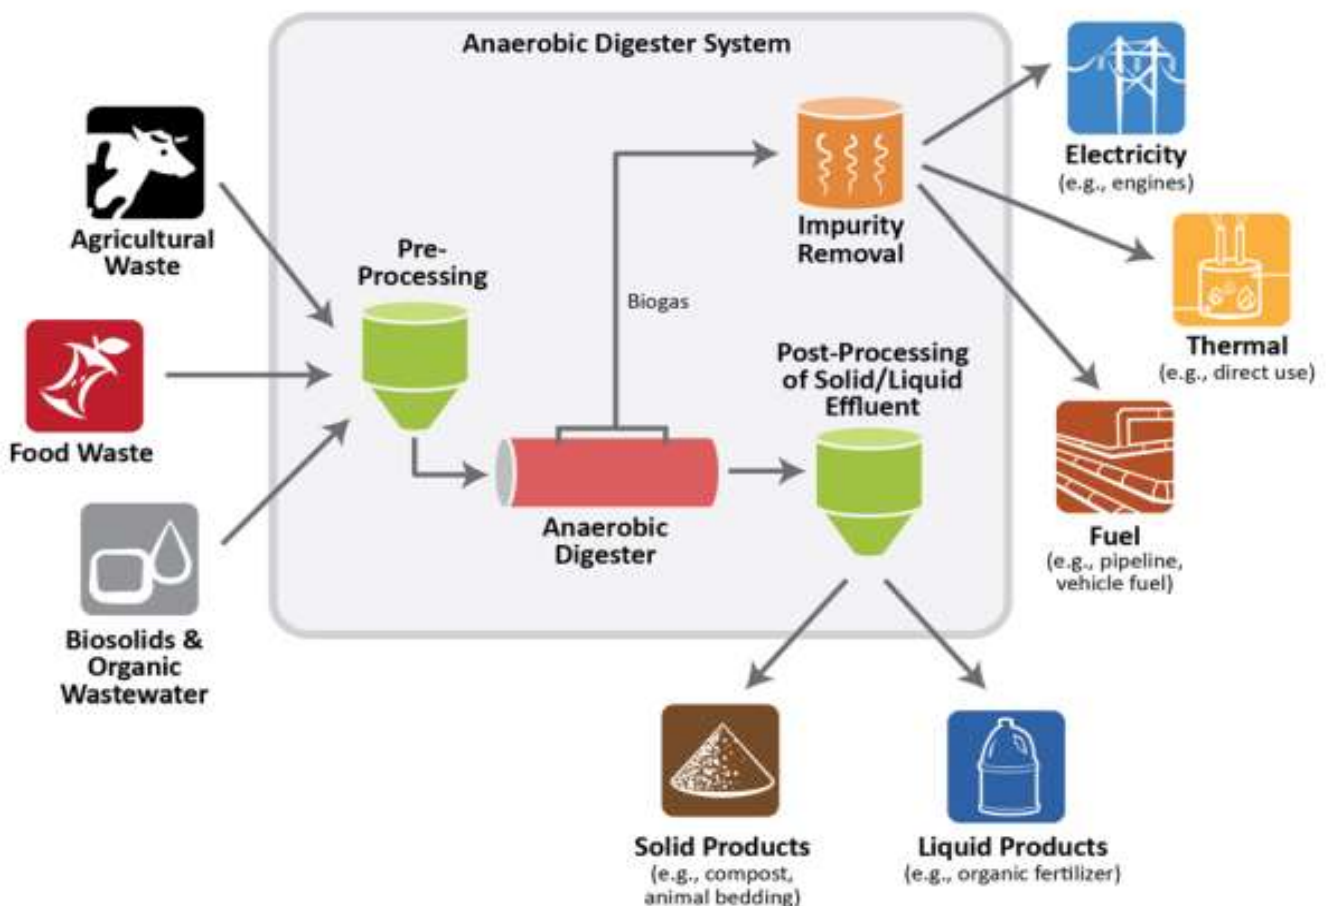 Anaerobic Digester System
Agricultural
Waste
Food Waste
Biosolids &
Organic
Wastewater
Pre-
Processing
Biogas
Anaerobic
Digester
Impurity
Removal
Post-Processing
of Solid/Liquid
Effluent
Electricity
(e.g., engines)
Thermal
(e.g., direct use)
Fuel
(e.g., pipeline,
vehicle fuel)
Solid Products
(e.g., compost,
animal bedding)
Liquid Products
(e.g., organic fertilizer)